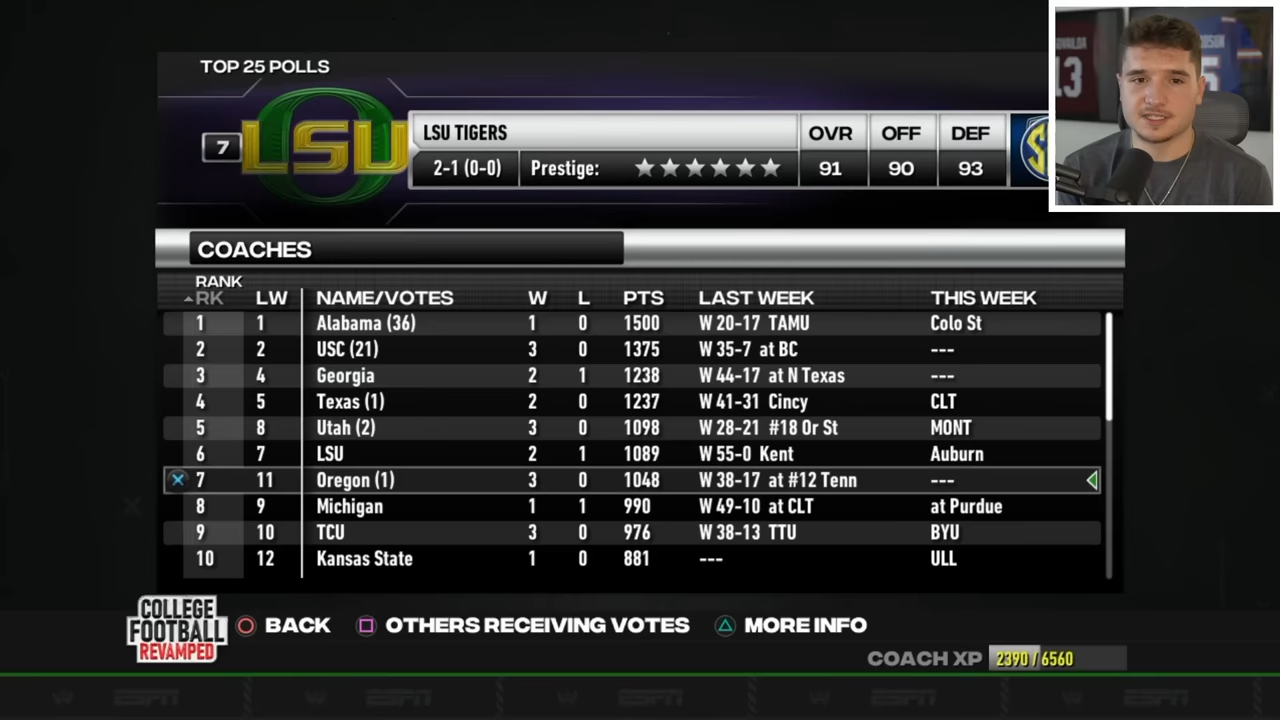 TOP 25 POLLS
7
LSU
LSU TIGERS
OVR OFF DEF
2-1 (0-0) Prestige: 91 90 93
13
COACHES
RANK
RK LW NAME/VOTES W L PTS LAST WEEK THIS WEEK
1 1 Alabama (36) 1 0 1500 W 20-17 TAMU Colo St
2 2 USC (21) 3 0 1375 W 35-7 at BC ---
3 4 Georgia 2 1 1238 W 44-17 at N Texas ---
4 5 Texas (1) 2 0 1237 W 41-31 Cincy CLT
5 8 Utah (2) 3 0 1098 W 28-21 #18 Or St MONT
6 7 LSU 2 1 1089 W 55-0 Kent Auburn
7 11 Oregon (1) 3 0 1048 W 38-17 at #12 Tenn ---
8 9 Michigan 1 1 990 W 49-10 at CLT at Purdue
9 10 TCU 3 0 976 W 38-13 TTU BYU
10 12 Kansas State 1 0 881 --- ULL
COLLEGE
FOOTBALL
REVAMPED
BACK OTHERS RECEIVING VOTES MORE INFO
COACH XP 2390 / 6560